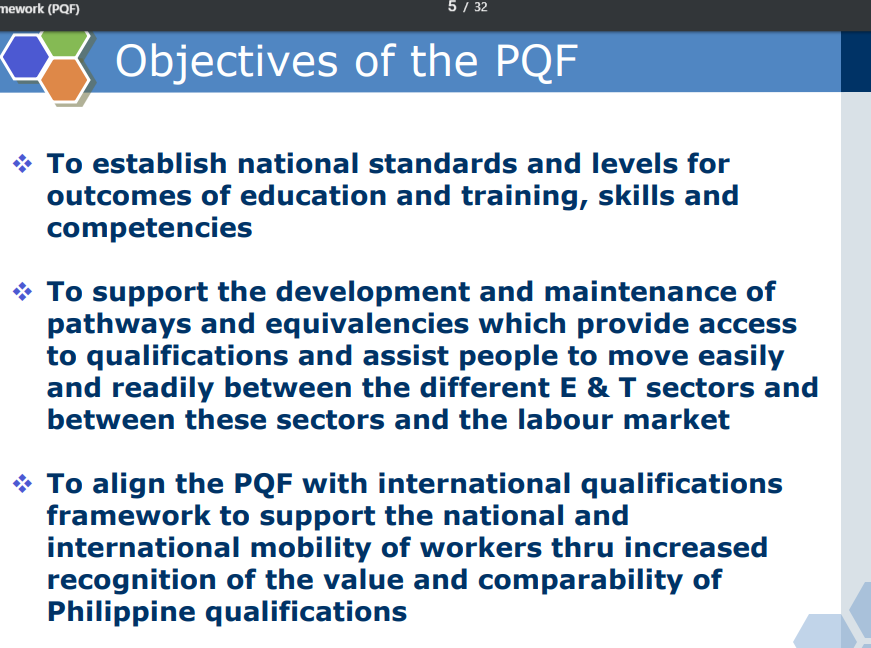 mework (PQF)
5 / 32
Objectives of the PQF
To establish national standards and levels for
outcomes of education and training, skills and
competencies
To support the development and maintenance of
pathways and equivalencies which provide access
to qualifications and assist people to move easily
and readily between the different E & T sectors and
between these sectors and the labour market
To align the PQF with international qualifications
framework to support the national and
international mobility of workers thru increased
recognition of the value and comparability of
Philippine qualifications